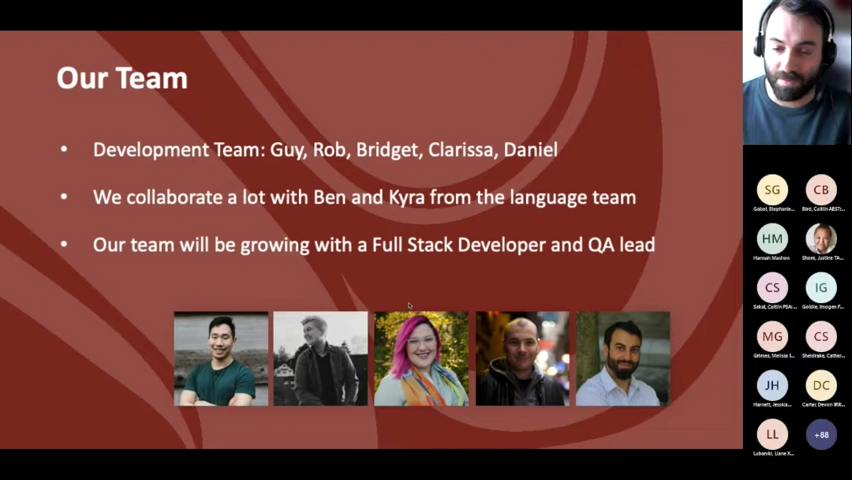 Our Team
• Development Team: Guy, Rob, Bridget, Clarissa, Daniel
• We collaborate a lot with Ben and Kyra from the language team
• Our team will be growing with a Full Stack Developer and QA lead
SG
CB
HM
Hannah Mashon
CS
IG
MG
CS
JH
DC
LL
+88